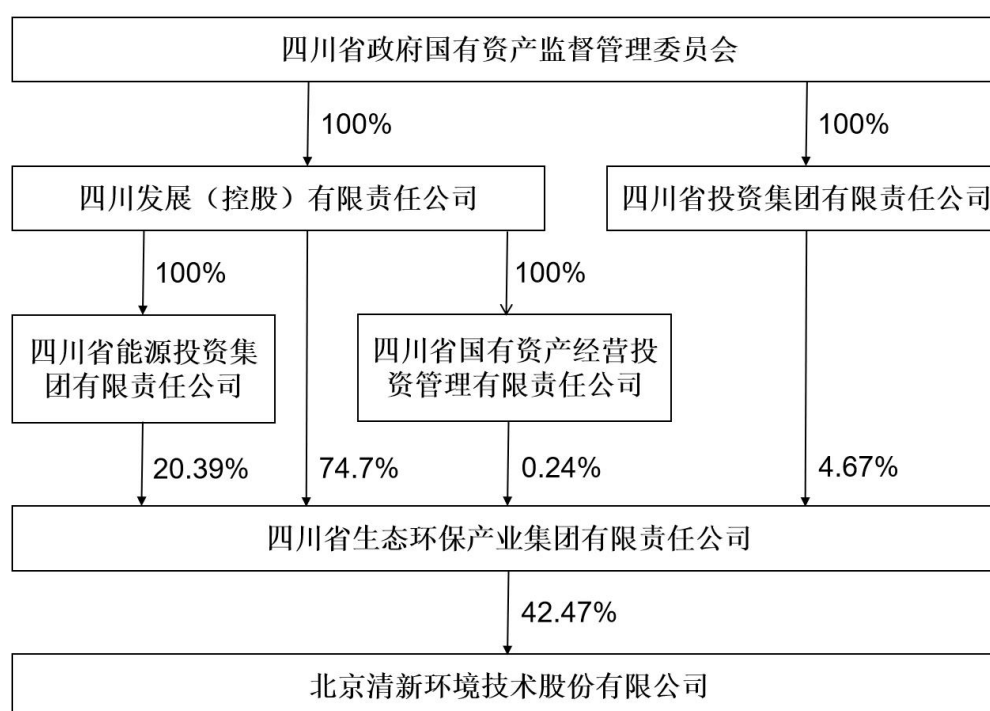 四川省政府国有资产监督管理委员会
100%
100%
四川发展（控股）有限责任公司
四川省投资集团有限责任公司
100%
100%
四川省能源投资集
团有限责任公司
四川省国有资产经营投
资管理有限责任公司
20.39%
74.7%
0.24%
4.67%
四川省生态环保产业集团有限责任公司
42.47%
北京清新环境技术股份有限公司